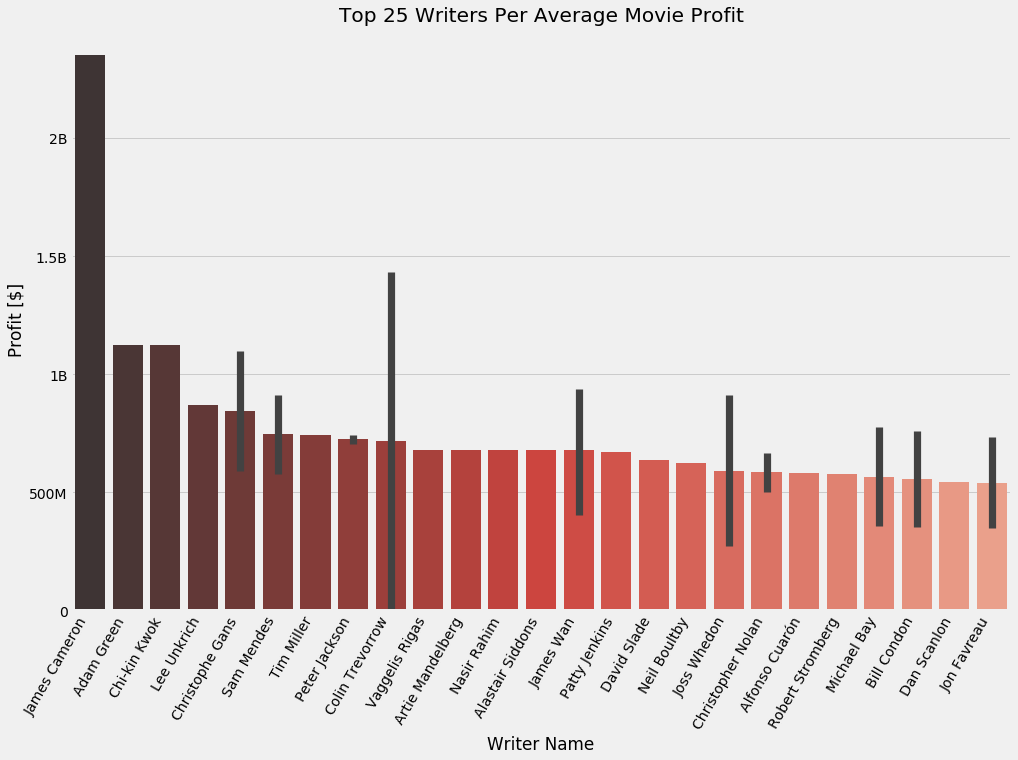 Top 25 Writers Per Average Movie Profit
Profit [$]
2B
1.5B
1B
500M
0
James Cameron
Adam Green
Chi-kin Kwok
Lee Unkrich
Christophe Gans
Sam Mendes
Tim Miller
Peter Jackson
Colin Trevorrow
Vaggelis Rigas
Artie Mandelberg
Nasir Rahim
Alastair Siddons
James Wan
Patty Jenkins
David Slade
Neil Boultby
Joss Whedon
Christopher Nolan
Alfonso Cuarón
Robert Stromberg
Michael Bay
Bill Condon
Dan Scanlon
Jon Favreau
Writer Name